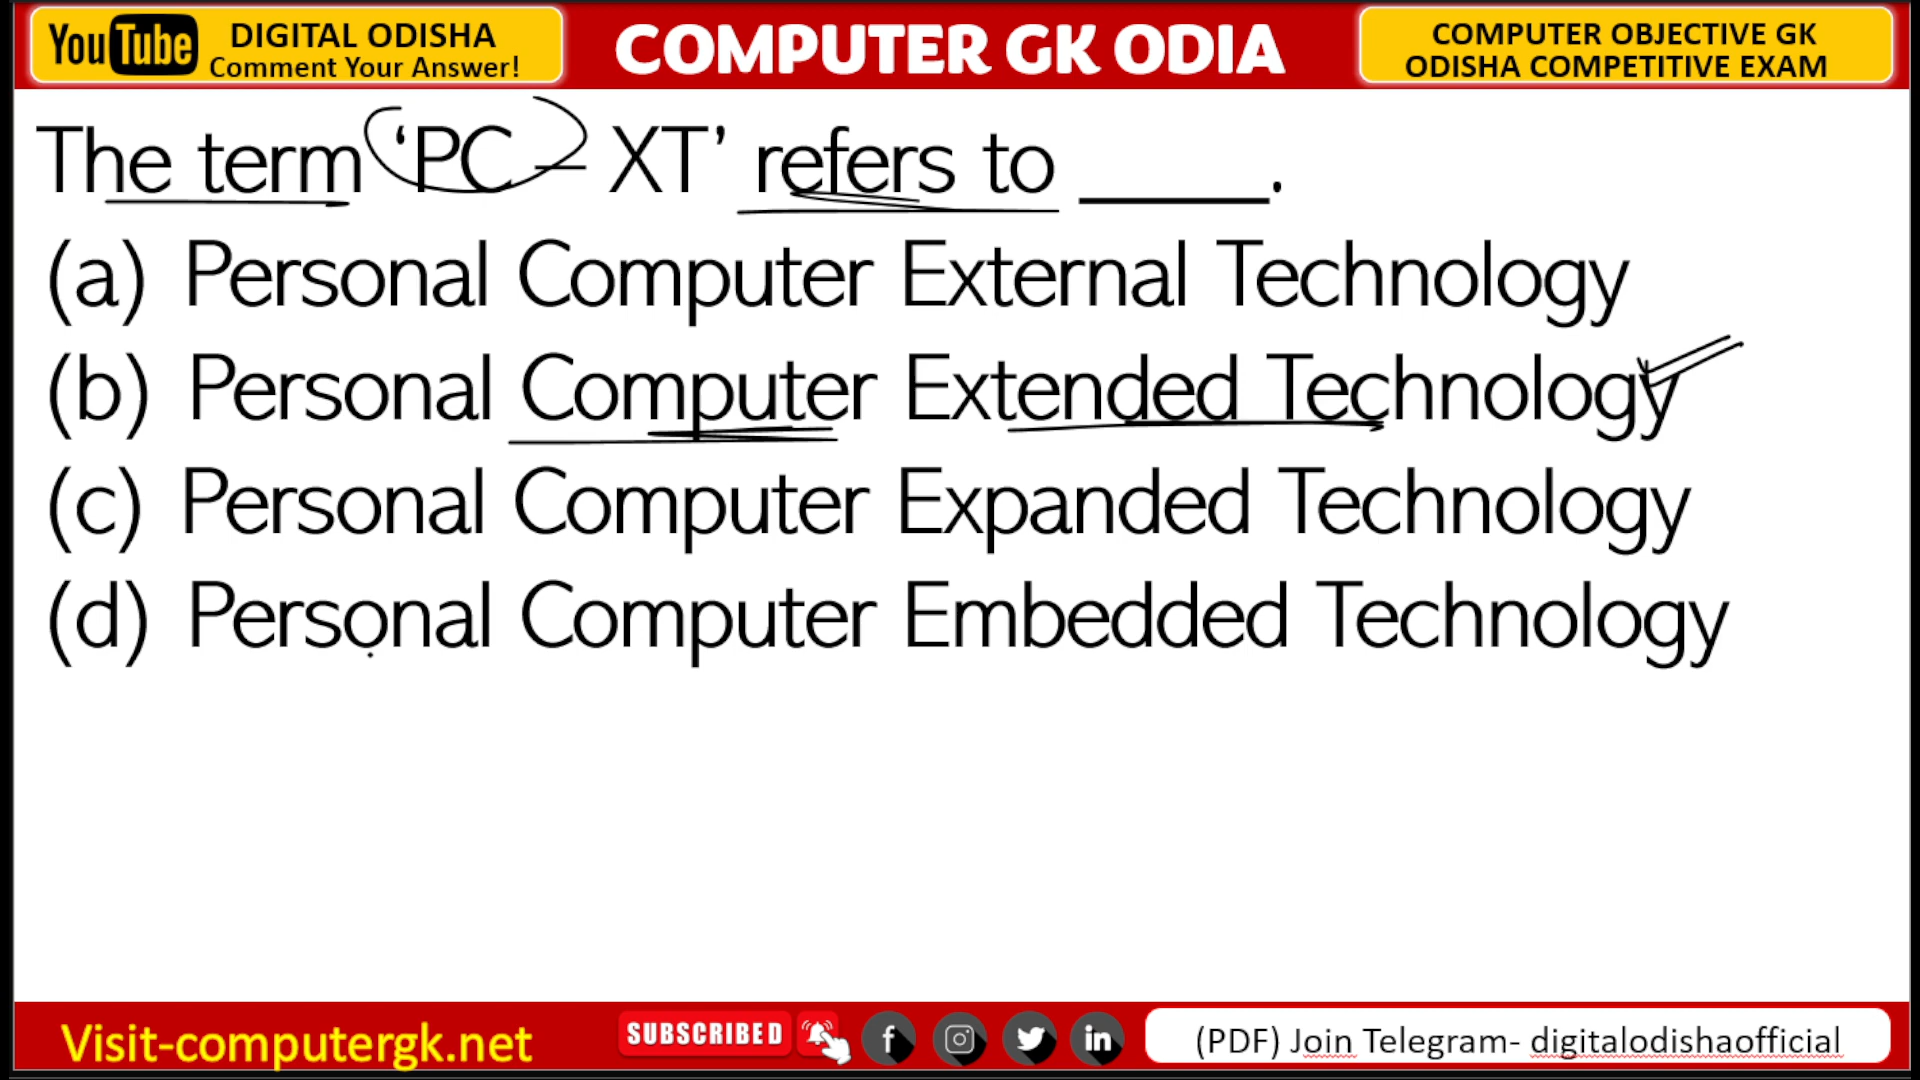 YouTube
DIGITAL ODISHA
Comment Your Answer!
COMPUTER GK ODIA
COMPUTER OBJECTIVE GK
ODISHA COMPETITIVE EXAM
The term ‘PC – XT’ refers to _____.
(a) Personal Computer External Technology
(b) Personal Computer Extended Technology
(c) Personal Computer Expanded Technology
(d) Personal Computer Embedded Technology
Visit-computergk.net
SUBSCRIBED
f
in
(PDF) Join Telegram- digitalodishaofficial